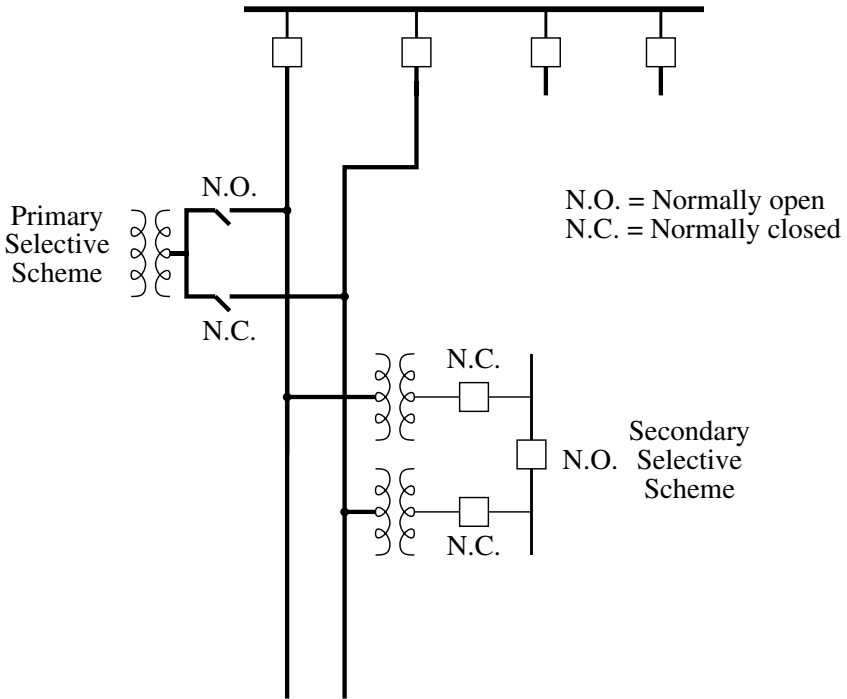 N.O.
Primary
Selective
Scheme
N.O. = Normally open
N.C. = Normally closed
N.C.
N.C.
N.O.
Secondary
Selective
Scheme
N.C.